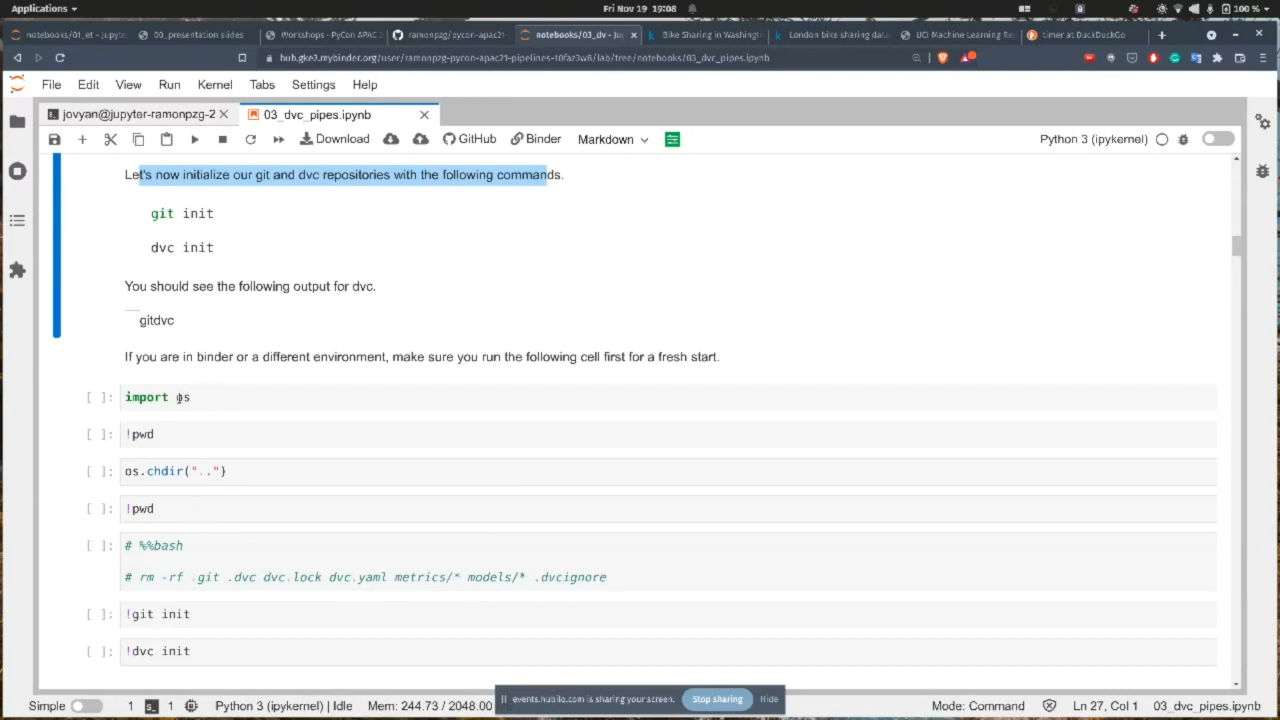 Applications
Fri Nov 19 19:08
100 %
notebooks/01_et - Jupyte
00_presentation slides
Workshops - PyCon APAC
ramonpzg/pycon-apac21
notebooks/03_dv - Jup
Bike Sharing in Washingt
London bike sharing data
UCI Machine Learning Re
timer at DuckDuckGo
hub.gke2.mybinder.org/user/ramonpzg-pycon-apac21-pipelines-10faz3w8/lab/tree/notebooks/03_dvc_pipes.ipynb
File Edit View Run Kernel Tabs Settings Help
jovyan@jupyter-ramonpzg-2
03_dvc_pipes.ipynb
Download GitHub Binder Markdown Python 3 (ipykernel)
Let's now initialize our git and dvc repositories with the following commands.
git init
dvc init
You should see the following output for dvc.
gitdvc
If you are in binder or a different environment, make sure you run the following cell first for a fresh start.
[ ]: import os
[ ]: !pwd
[ ]: os.chdir("..")
[ ]: !pwd
[ ]: # %%bash
# rm -rf .git .dvc dvc.lock dvc.yaml metrics/* models/* .dvcignore
[ ]: !git init
[ ]: !dvc init
events.hubilo.com is sharing your screen. Stop sharing Hide
Simple 1 1 Python 3 (ipykernel) | Idle Mem: 244.73 / 2048.00 Mode: Command Ln 27, Col 1 03_dvc_pipes.ipynb